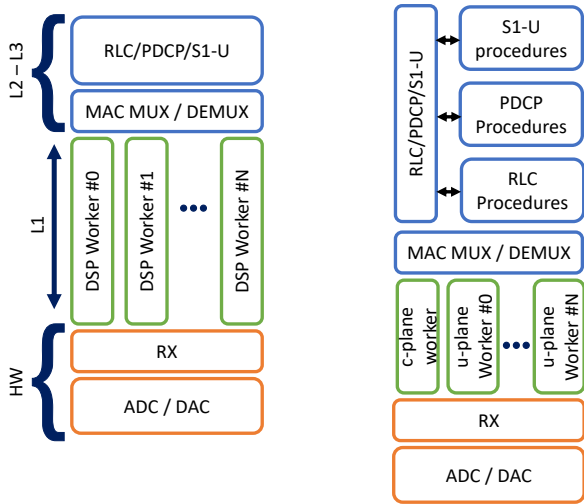 L2 – L3
RLC/PDCP/S1-U
MAC MUX / DEMUX
L1
DSP Worker #0
DSP Worker #1
DSP Worker #N
HW
RX
ADC / DAC
RLC/PDCP/S1-U
S1-U
procedures
PDCP
Procedures
RLC
Procedures
MAC MUX / DEMUX
c-plane
worker
u-plane
Worker #0
u-plane
Worker #N
RX
ADC / DAC